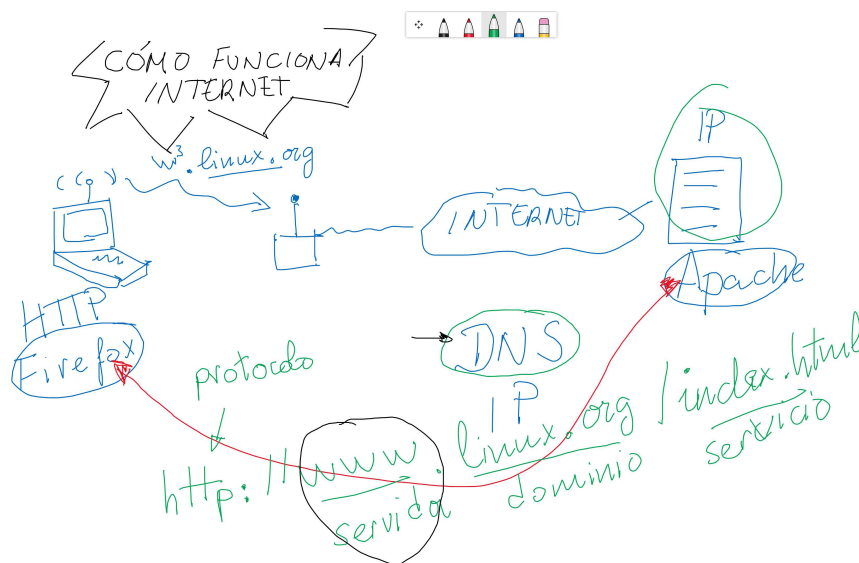 CÓMO FUNCIONA
INTERNET
w³.linux.org
IP
INTERNET
Apache
HTTP
Firefox
DNS
IP
protocolo
http://www.linux.org/index.html
servidor
dominio
servicio